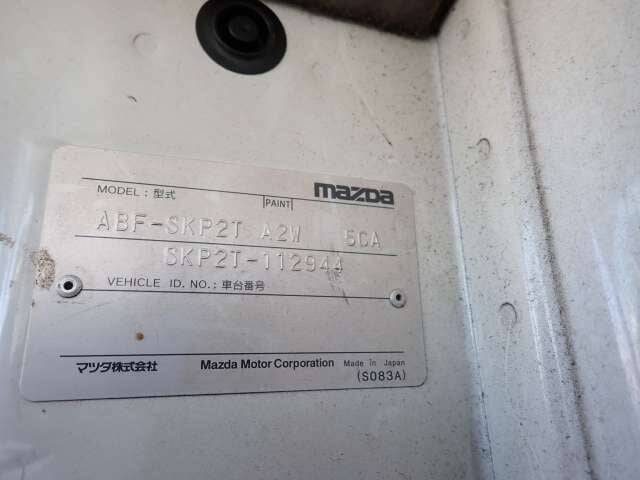 MODEL: 型式 PAINT mazda
ABF-SKP2T A2W 5CA
SKP2T-112944
VEHICLE ID. NO.: 車台番号
マツダ株式会社 Mazda Motor Corporation Made in Japan
(S083A)